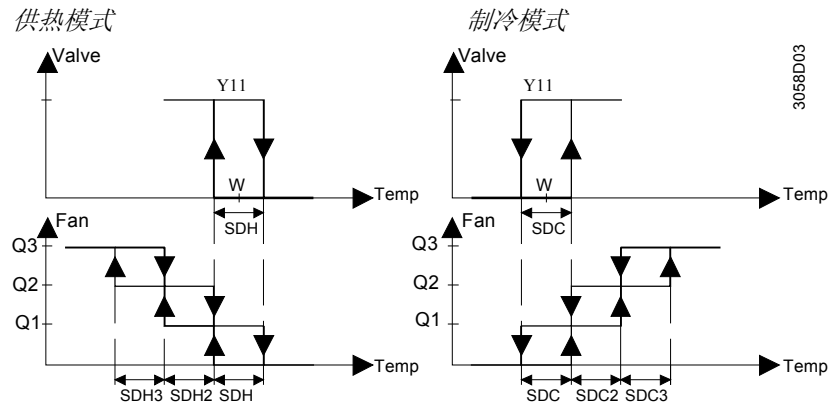 供热模式
制冷模式
Valve
Y11
W
Temp
SDH
Fan
Q3
Q2
Q1
Temp
SDH3 SDH2 SDH
Valve
Y11
W
Temp
SDC
Fan
Q3
Q2
Q1
Temp
SDC SDC2 SDC3
3058D03